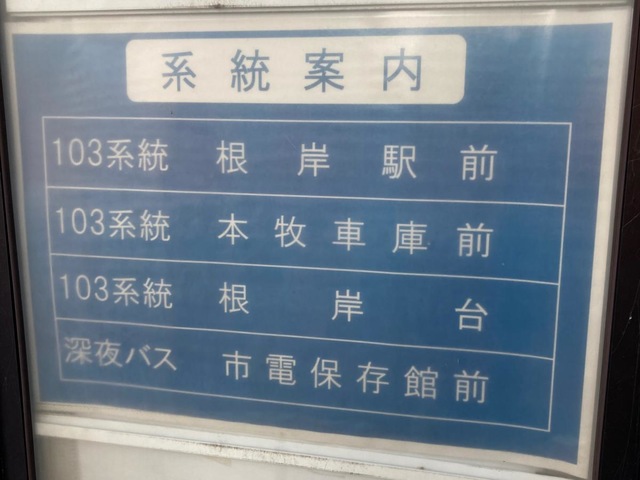 系統案内
103系統 根岸駅前
103系統 本牧車庫前
103系統 根岸台
深夜バス 市電保存館前